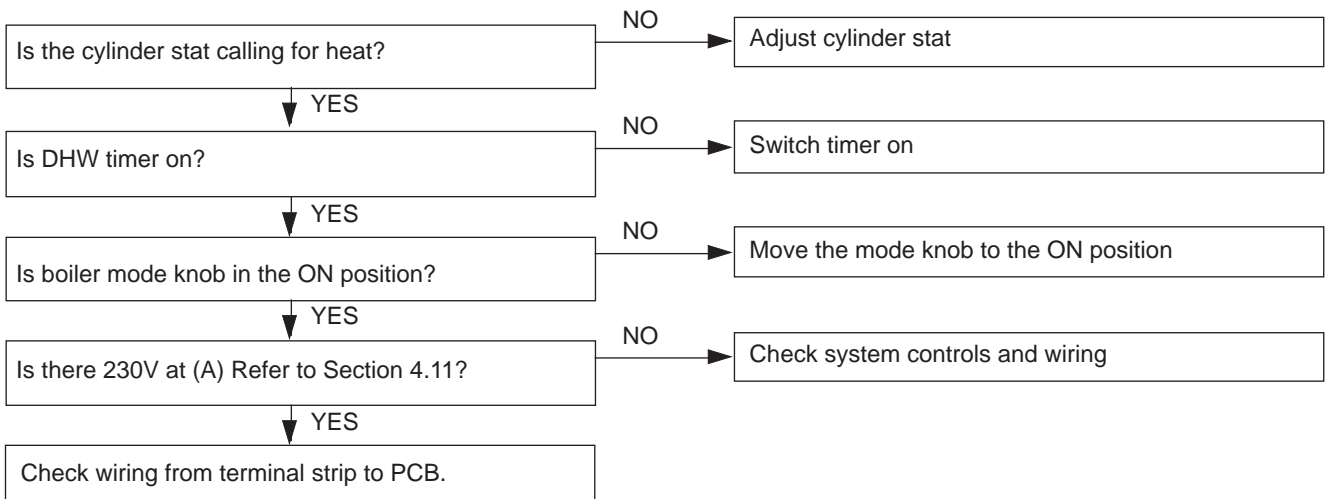 Is the cylinder stat calling for heat?
NO
Adjust cylinder stat
YES
Is DHW timer on?
NO
Switch timer on
YES
Is boiler mode knob in the ON position?
NO
Move the mode knob to the ON position
YES
Is there 230V at (A) Refer to Section 4.11?
NO
Check system controls and wiring
YES
Check wiring from terminal strip to PCB.